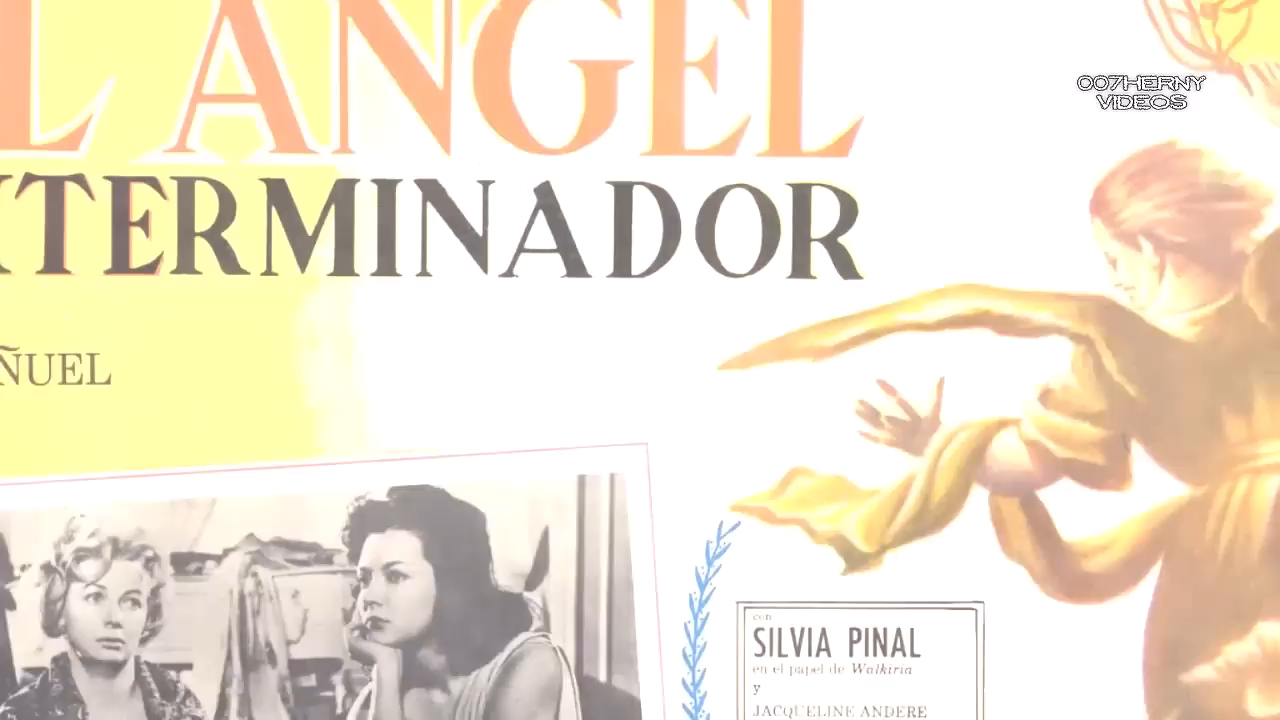 L ANGEL
TERMINADOR
ÑUEL
007HERNY
VIDEOS
con
SILVIA PINAL
en el papel de Walkiria
y
JACQUELINE ANDERE